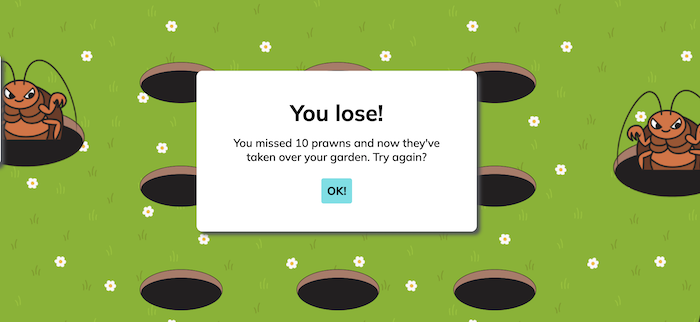 You lose!
You missed 10 prawns and now they've
taken over your garden. Try again?
OK!